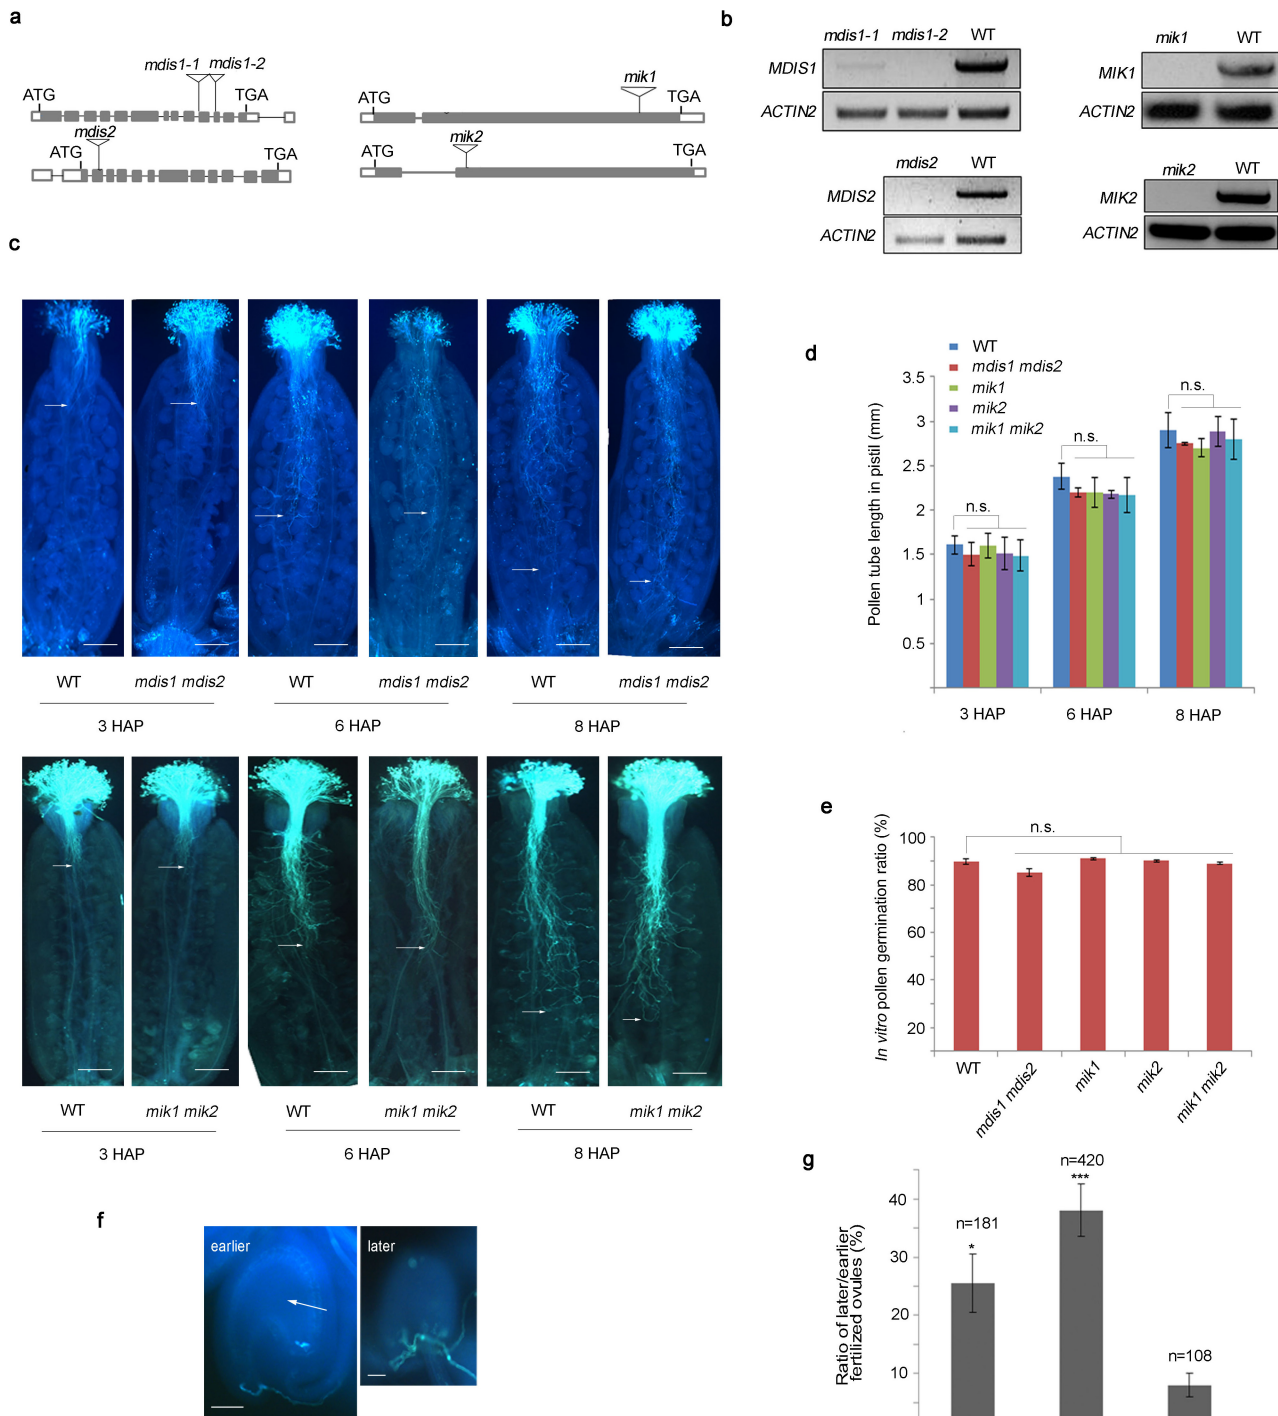 a
mdis1-1 mdis1-2
ATG TGA
mdis2
ATG TGA
mik1
ATG TGA
mik2
ATG TGA
b
mdis1-1 mdis1-2 WT
MDIS1
ACTIN2
mik1 WT
MIK1
ACTIN2
mdis2 WT
MDIS2
ACTIN2
mik2 WT
MIK2
ACTIN2
c
WT mdis1 mdis2 WT mdis1 mdis2 WT mdis1 mdis2
3 HAP 6 HAP 8 HAP
WT mik1 mik2 WT mik1 mik2 WT mik1 mik2
3 HAP 6 HAP 8 HAP
d
WT
mdis1 mdis2
mik1
mik2
mik1 mik2
Pollen tube length in pistil (mm)
3.5
3
2.5
2
1.5
1
0.5
n.s.
n.s.
n.s.
3 HAP 6 HAP 8 HAP
e
In vitro pollen germination ratio (%)
100
80
60
40
20
n.s.
WT mdis1 mdis2 mik1 mik2 mik1 mik2
f
earlier
later
g
Ratio of later/earlier
fertilized ovules (%)
40
30
20
10
n=181
*
n=420
***
n=108